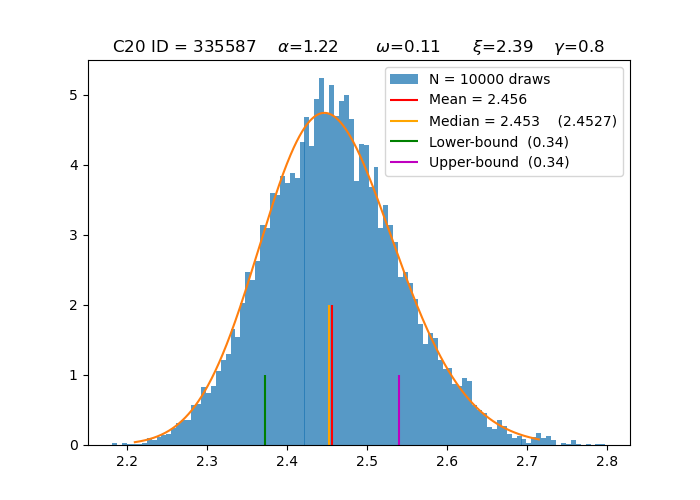 C20 ID = 335587 α=1.22 ω=0.11 ξ=2.39 γ=0.8
N = 10000 draws
Mean = 2.456
Median = 2.453 (2.4527)
Lower-bound (0.34)
Upper-bound (0.34)
5
4
3
2
1
0
2.2 2.3 2.4 2.5 2.6 2.7 2.8